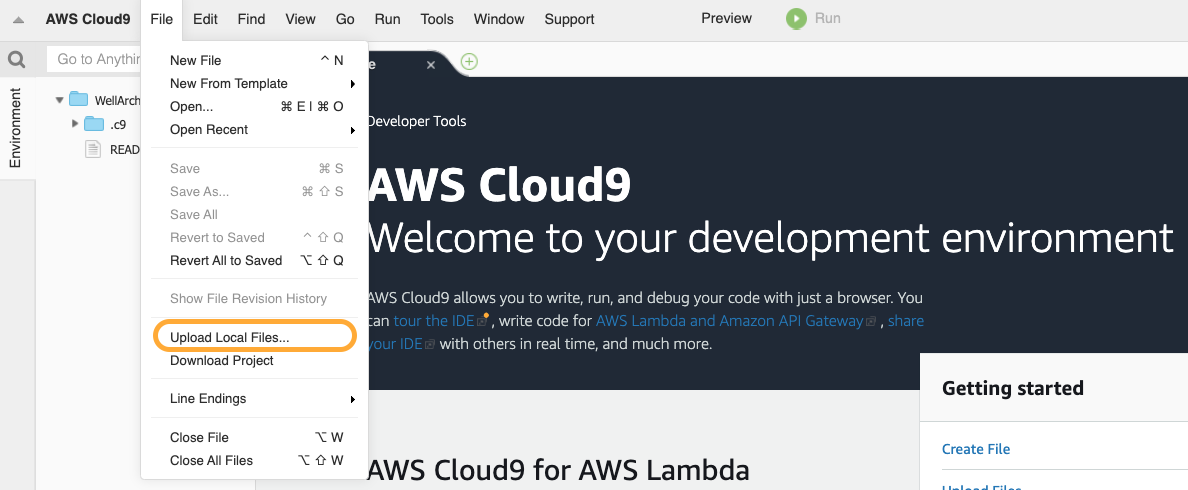 AWS Cloud9 File Edit Find View Go Run Tools Window Support Preview Run
Go to Anythin
Environment
WellArch
.c9
READ
New File ^ N
New From Template
Open... ⌘ E | ⌘ O
Open Recent
Save ⌘ S
Save As... ⌘ ⇧ S
Save All
Revert to Saved ^ ⇧ Q
Revert All to Saved ⌥ ⇧ Q
Show File Revision History
Upload Local Files...
Download Project
Line Endings
Close File ⌥ W
Close All Files ⌥ ⇧ W
Developer Tools
AWS Cloud9
Welcome to your development environment
AWS Cloud9 allows you to write, run, and debug your code with just a browser. You
can tour the IDE , write code for AWS Lambda and Amazon API Gateway , share
your IDE with others in real time, and much more.
Getting started
Create File
Upload Files
AWS Cloud9 for AWS Lambda